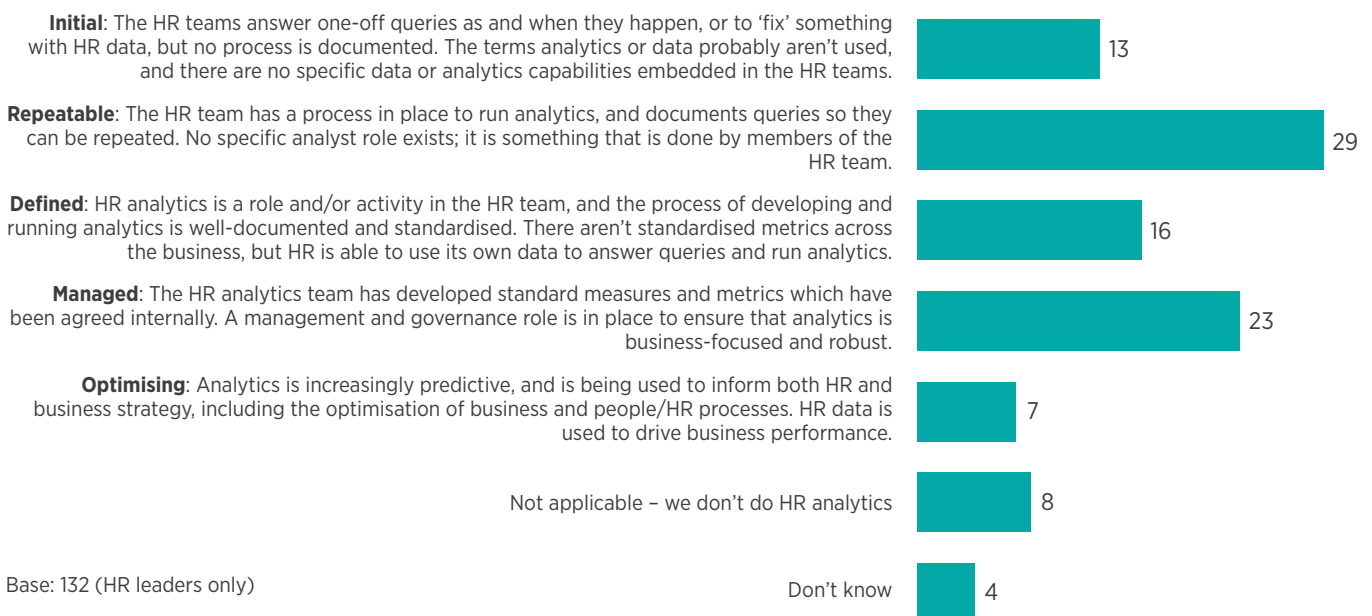 Initial: The HR teams answer one-off queries as and when they happen, or to ‘fix’ something
with HR data, but no process is documented. The terms analytics or data probably aren’t used,
and there are no specific data or analytics capabilities embedded in the HR teams.
13
Repeatable: The HR team has a process in place to run analytics, and documents queries so they
can be repeated. No specific analyst role exists; it is something that is done by members of the
HR team.
29
Defined: HR analytics is a role and/or activity in the HR team, and the process of developing and
running analytics is well-documented and standardised. There aren’t standardised metrics across
the business, but HR is able to use its own data to answer queries and run analytics.
16
Managed: The HR analytics team has developed standard measures and metrics which have
been agreed internally. A management and governance role is in place to ensure that analytics is
business-focused and robust.
23
Optimising: Analytics is increasingly predictive, and is being used to inform both HR and
business strategy, including the optimisation of business and people/HR processes. HR data is
used to drive business performance.
7
Not applicable – we don’t do HR analytics
8
Base: 132 (HR leaders only)
Don’t know
4